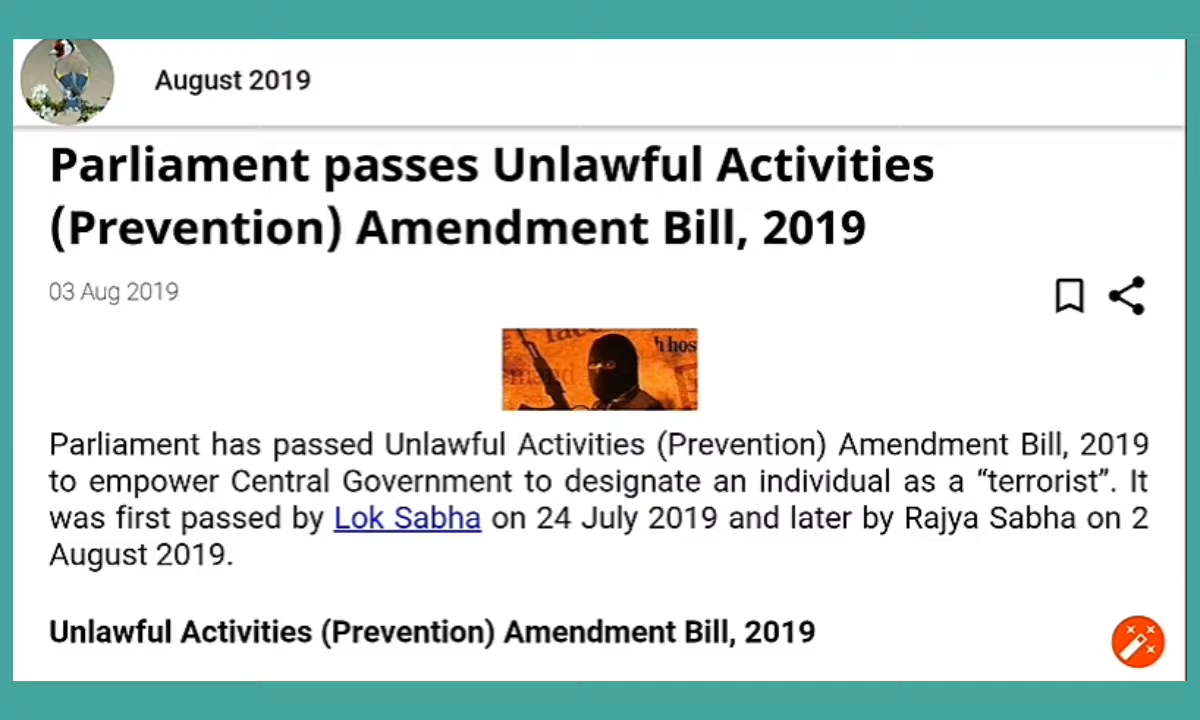 August 2019
Parliament passes Unlawful Activities
(Prevention) Amendment Bill, 2019
03 Aug 2019
h hos
Parliament has passed Unlawful Activities (Prevention) Amendment Bill, 2019
to empower Central Government to designate an individual as a “terrorist”. It
was first passed by Lok Sabha on 24 July 2019 and later by Rajya Sabha on 2
August 2019.
Unlawful Activities (Prevention) Amendment Bill, 2019